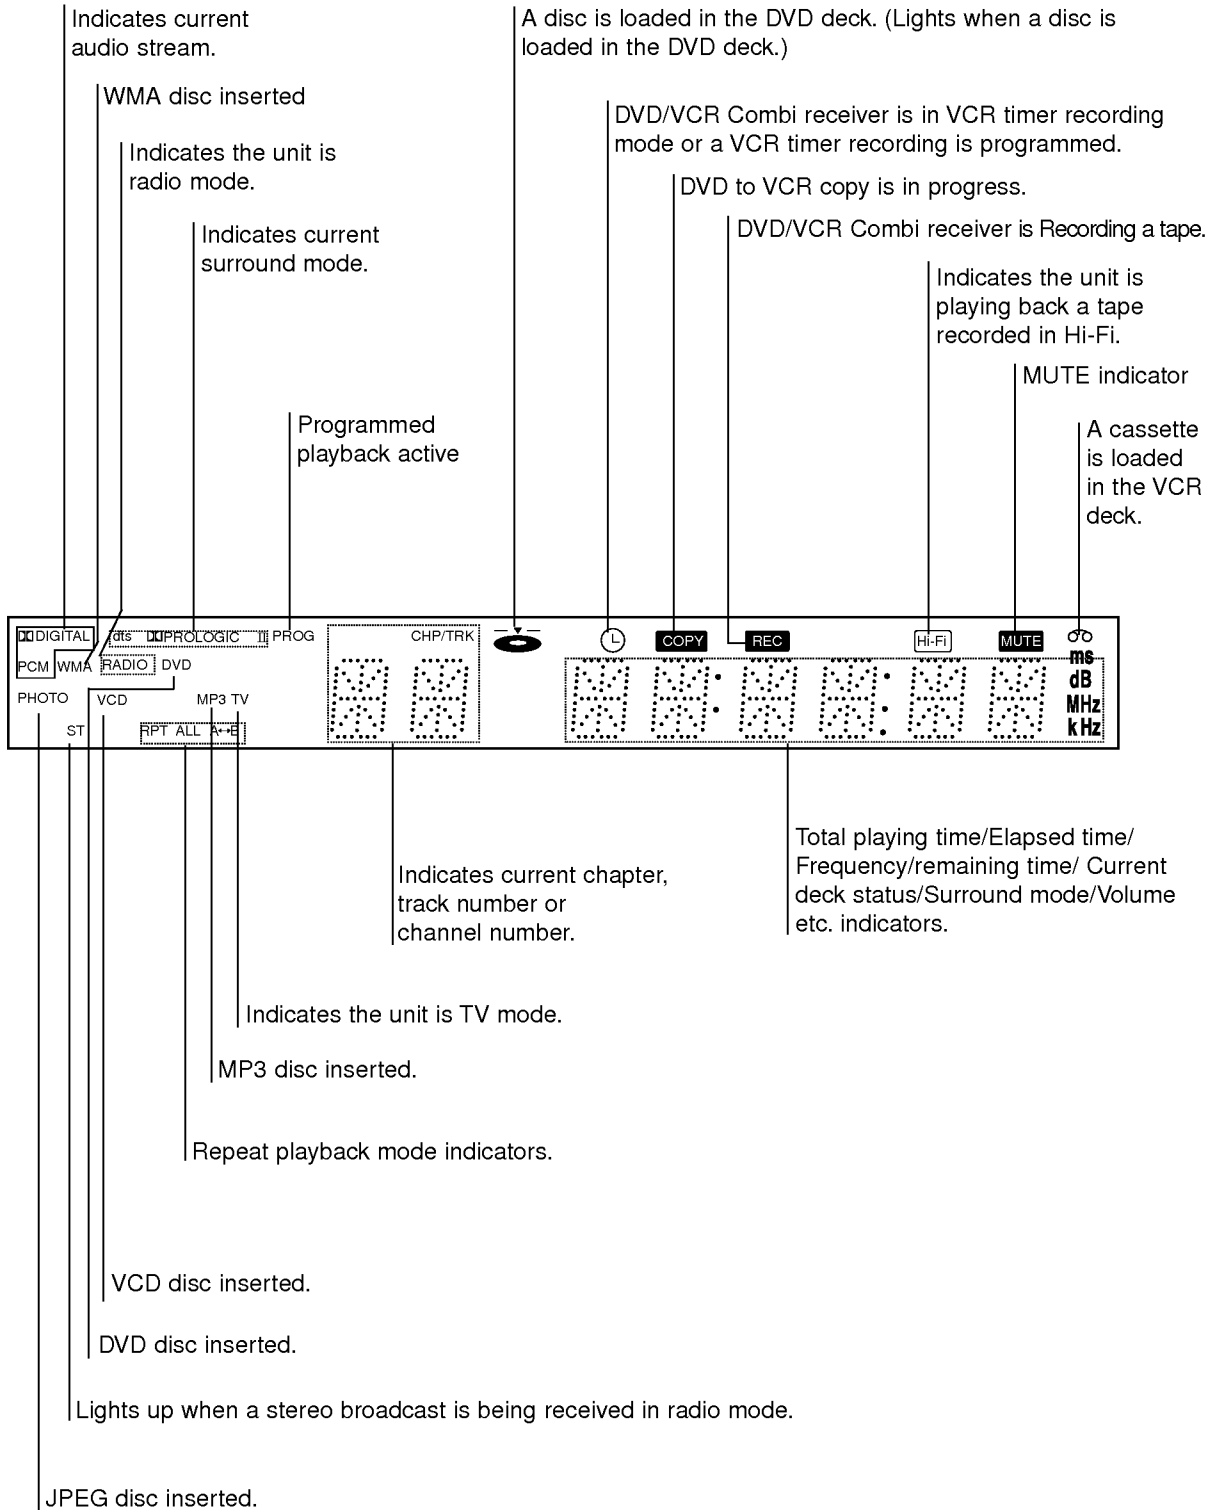 Indicates current
audio stream.
A disc is loaded in the DVD deck. (Lights when a disc is
loaded in the DVD deck.)
WMA disc inserted
DVD/VCR Combi receiver is in VCR timer recording
mode or a VCR timer recording is programmed.
Indicates the unit is
radio mode.
DVD to VCR copy is in progress.
Indicates current
surround mode.
DVD/VCR Combi receiver is Recording a tape.
Indicates the unit is
playing back a tape
recorded in Hi-Fi.
MUTE indicator
Programmed
playback active
A cassette
is loaded
in the VCR
deck.
DIGITAL dts PROLOGIC II PROG CHP/TRK COPY REC Hi-Fi MUTE
PCM WMA RADIO DVD ms
dB
PHOTO VCD MP3 TV MHz
ST RPT ALL A↔B kHz
Total playing time/Elapsed time/
Frequency/remaining time/ Current
deck status/Surround mode/Volume
etc. indicators.
Indicates current chapter,
track number or
channel number.
Indicates the unit is TV mode.
MP3 disc inserted.
Repeat playback mode indicators.
VCD disc inserted.
DVD disc inserted.
Lights up when a stereo broadcast is being received in radio mode.
JPEG disc inserted.